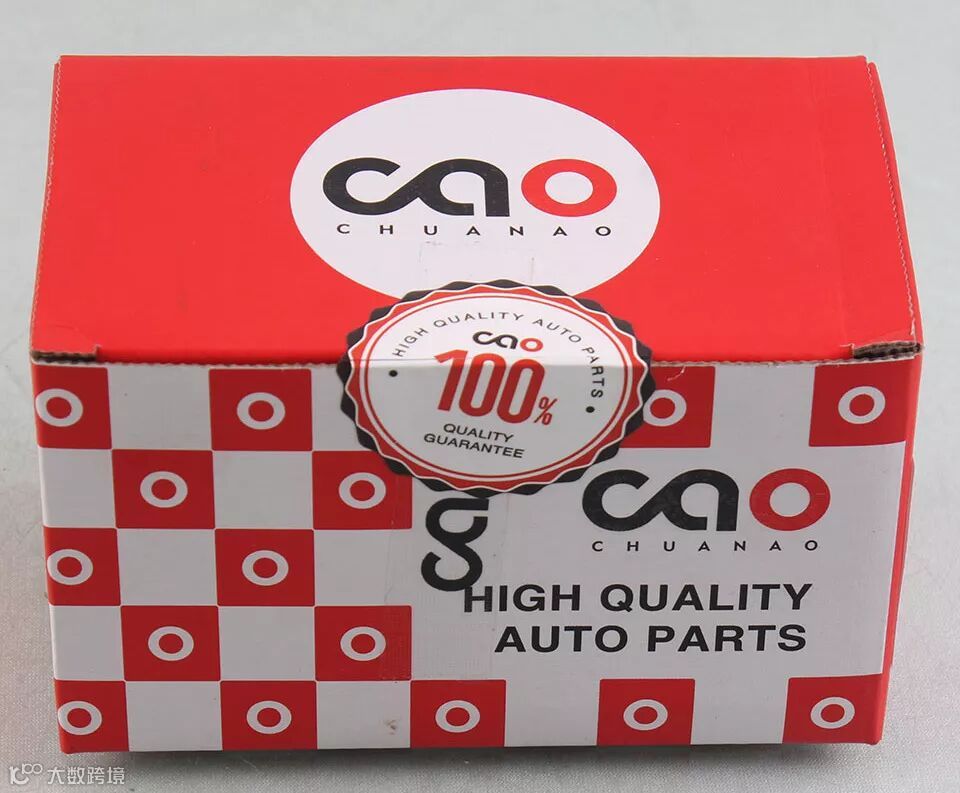 cao
CHUANAO
HIGH QUALITY AUTO PARTS
cao
100%
QUALITY
GUARANTEE
cao
CHUANAO
HIGH QUALITY
AUTO PARTS
大数跨境